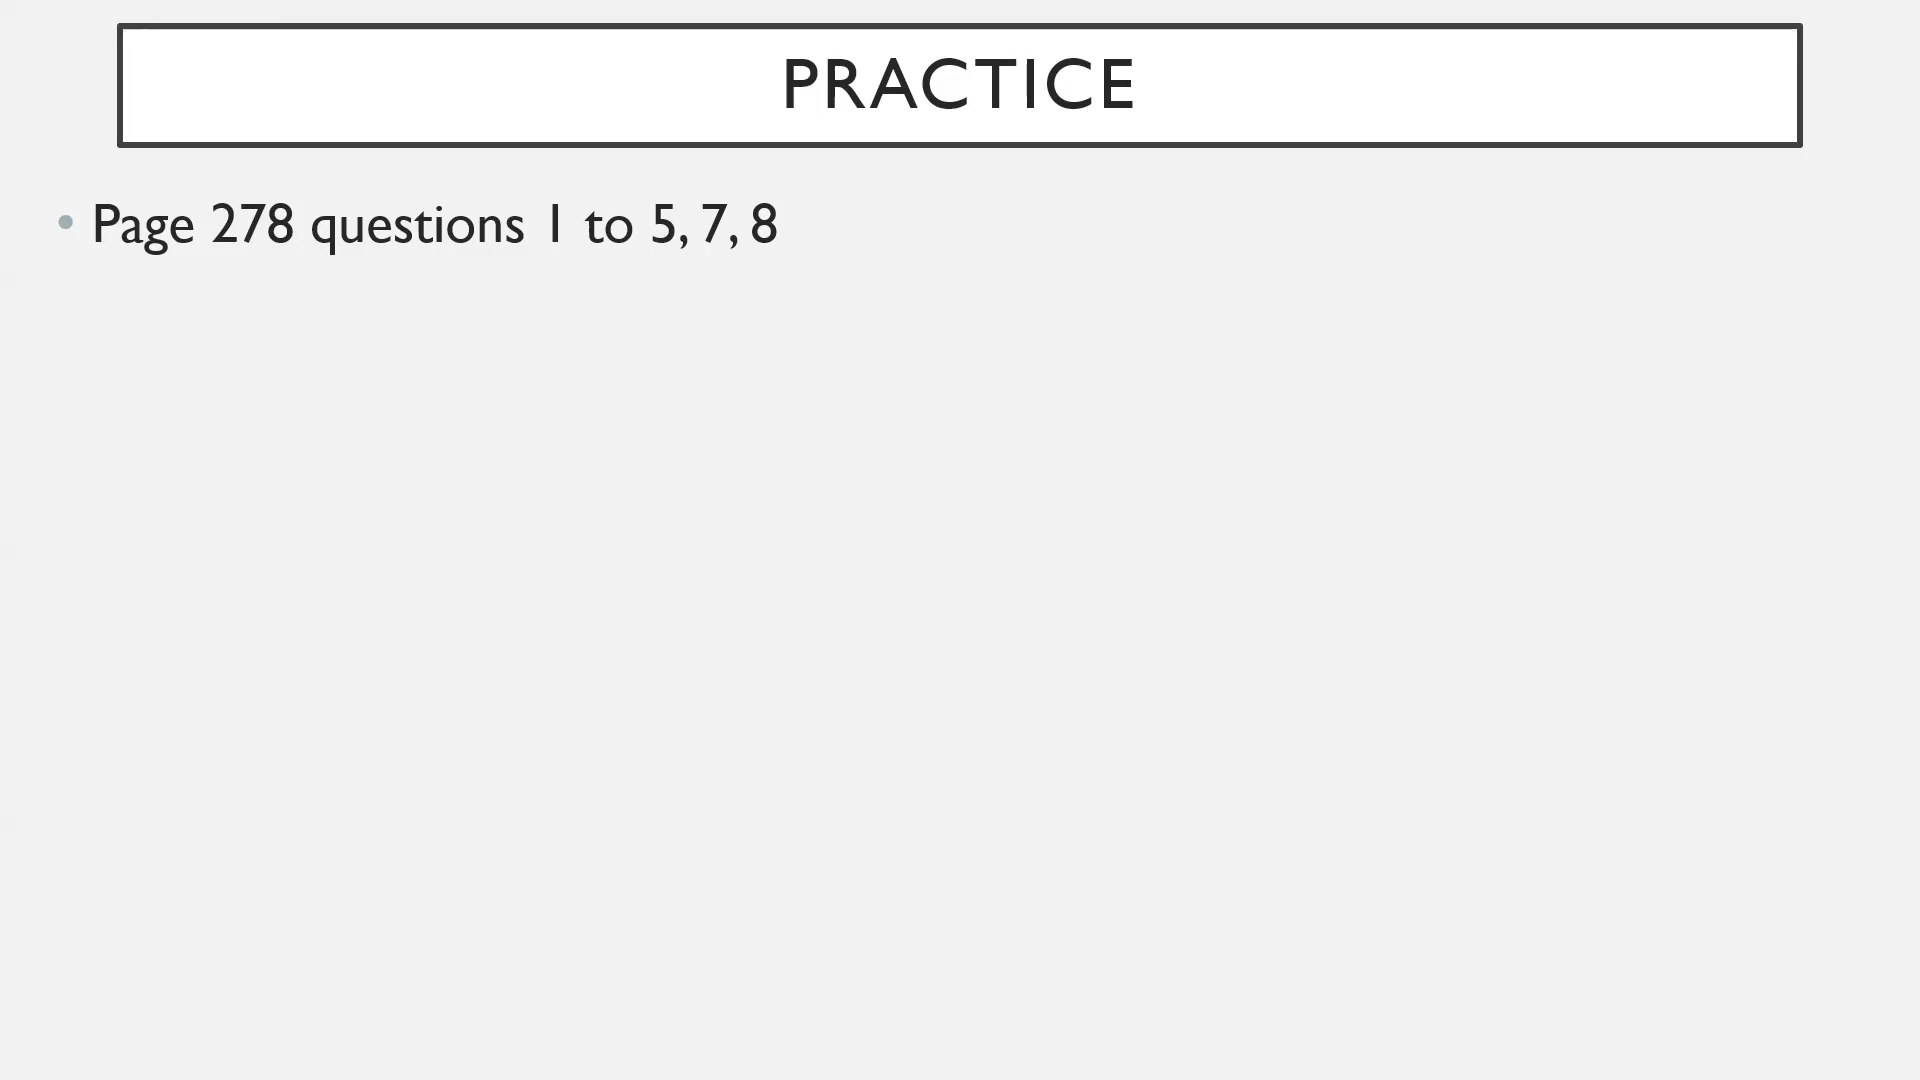 PRACTICE
• Page 278 questions 1 to 5, 7, 8